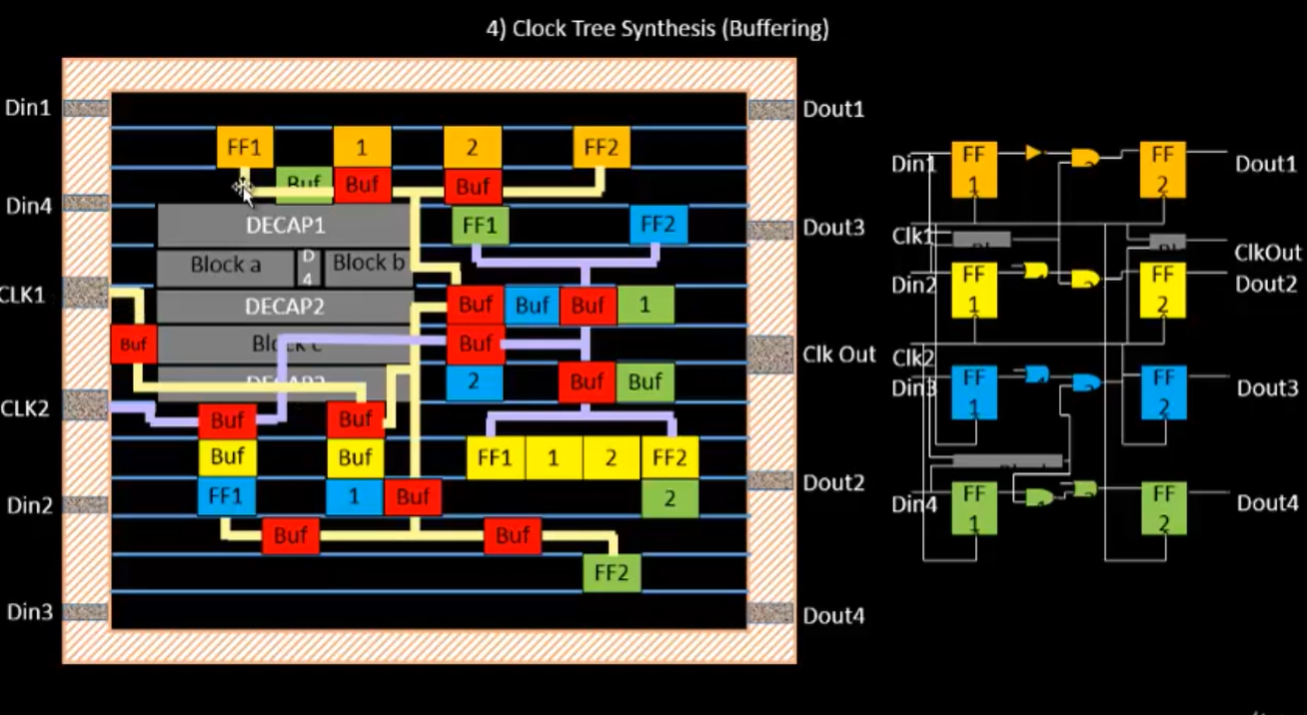 4) Clock Tree Synthesis (Buffering)
Din1
Dout1
FF1 1 2 FF2
Buf Buf Buf
Din4
DECAP1
FF1 FF2
Dout3
Block a D4 Block b
CLK1
DECAP2
Buf Buf Buf 1
Buf
Block c
Buf
Clk Out
2 Buf Buf
CLK2
Buf Buf
Buf Buf
FF1 1 2 FF2
Dout2
Din2
FF1 1 Buf
2
Buf Buf
FF2
Din3
Dout4
Din1
FF 1
FF 2
Dout1
Clk1
ClkOut
Din2
FF 1
FF 2
Dout2
Clk2
Din3
FF 1
FF 2
Dout3
Din4
FF 1
FF 2
Dout4